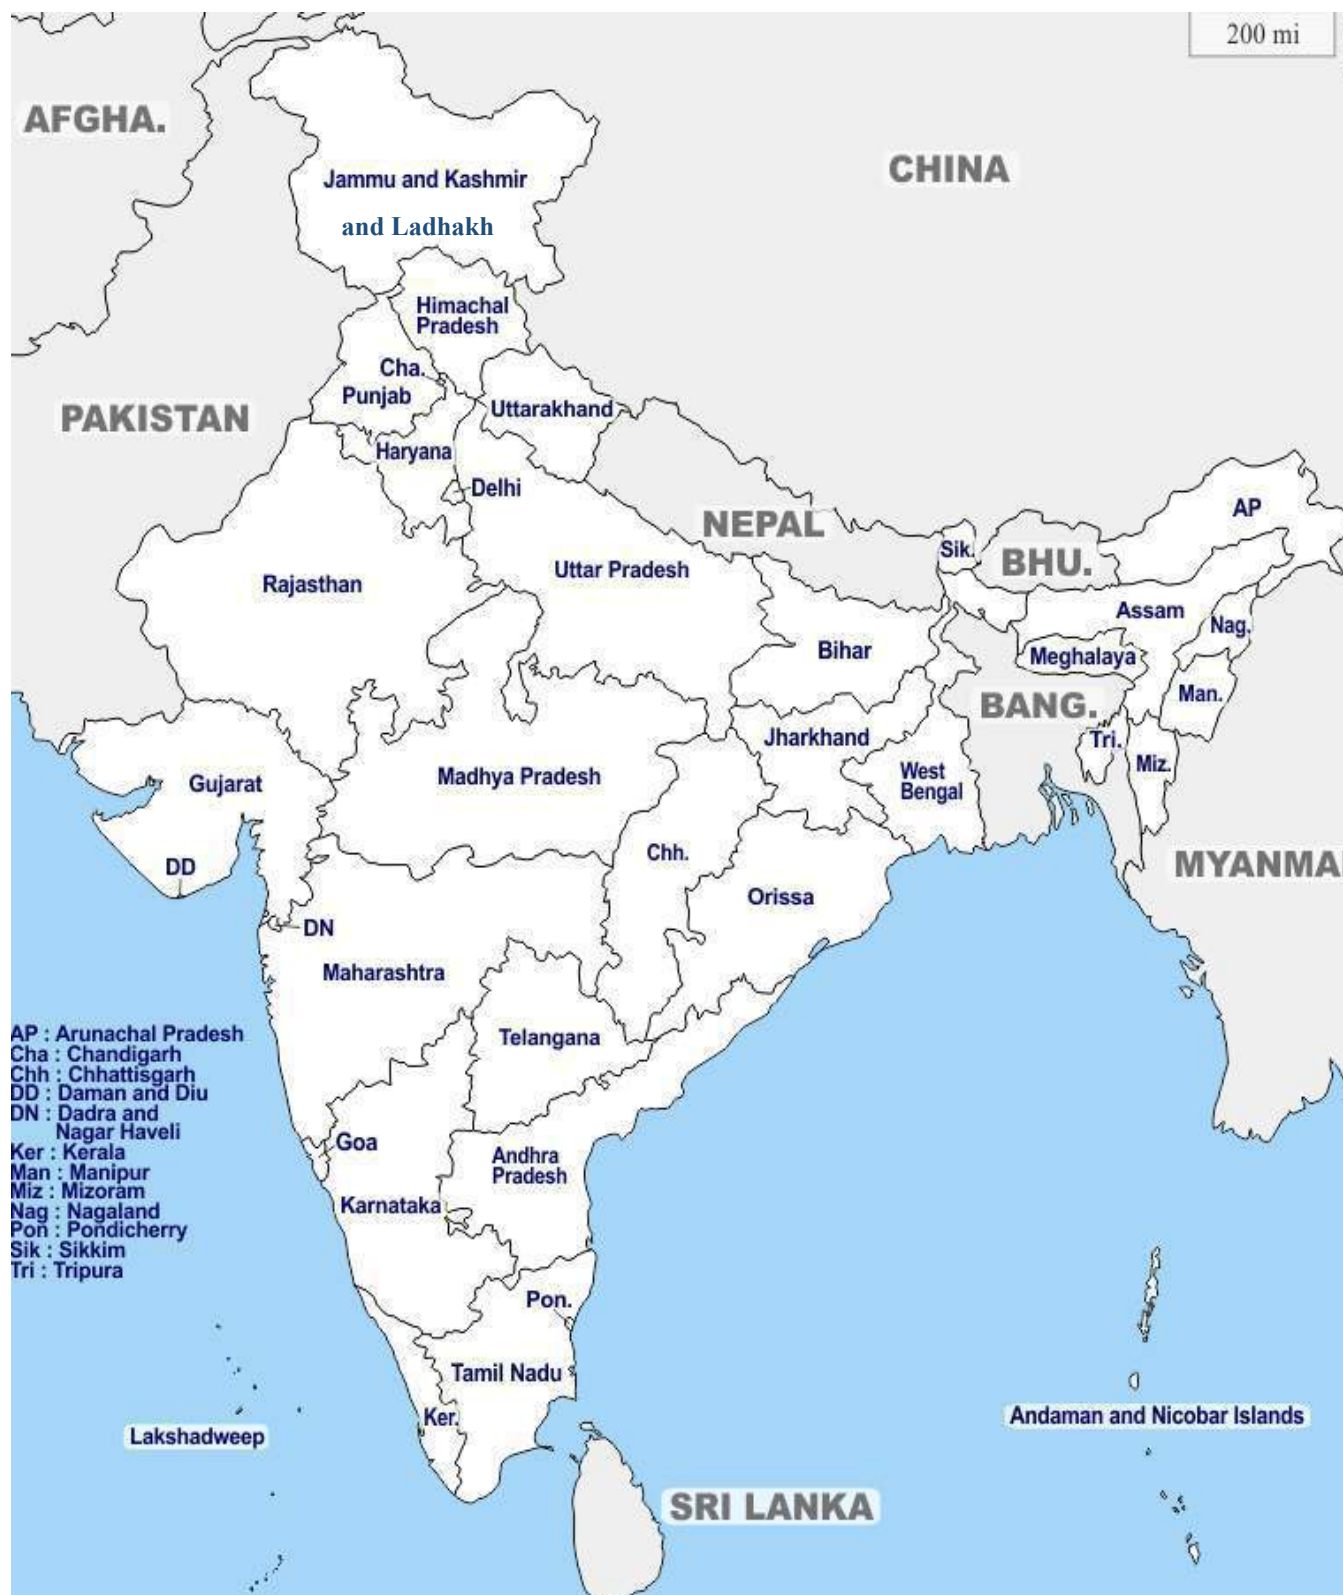 200 mi
AFGHA.
CHINA
Jammu and Kashmir
and Ladhakh
Himachal
Pradesh
Cha.
Punjab
PAKISTAN
Uttarakhand
Haryana
Delhi
NEPAL
AP
Sik.
BHU.
Rajasthan
Uttar Pradesh
Assam
Nag.
Bihar
Meghalaya
Man.
BANG.
Jharkhand
Tri.
Miz.
Gujarat
Madhya Pradesh
West
Bengal
Chh.
MYANMA
DD
Orissa
DN
Maharashtra
Telangana
AP : Arunachal Pradesh
Cha : Chandigarh
Chh : Chhattisgarh
DD : Daman and Diu
DN : Dadra and
Nagar Haveli
Ker : Kerala
Man : Manipur
Miz : Mizoram
Nag : Nagaland
Pon : Pondicherry
Sik : Sikkim
Tri : Tripura
Goa
Andhra
Pradesh
Karnataka
Pon.
Tamil Nadu
Ker.
Lakshadweep
Andaman and Nicobar Islands
SRI LANKA